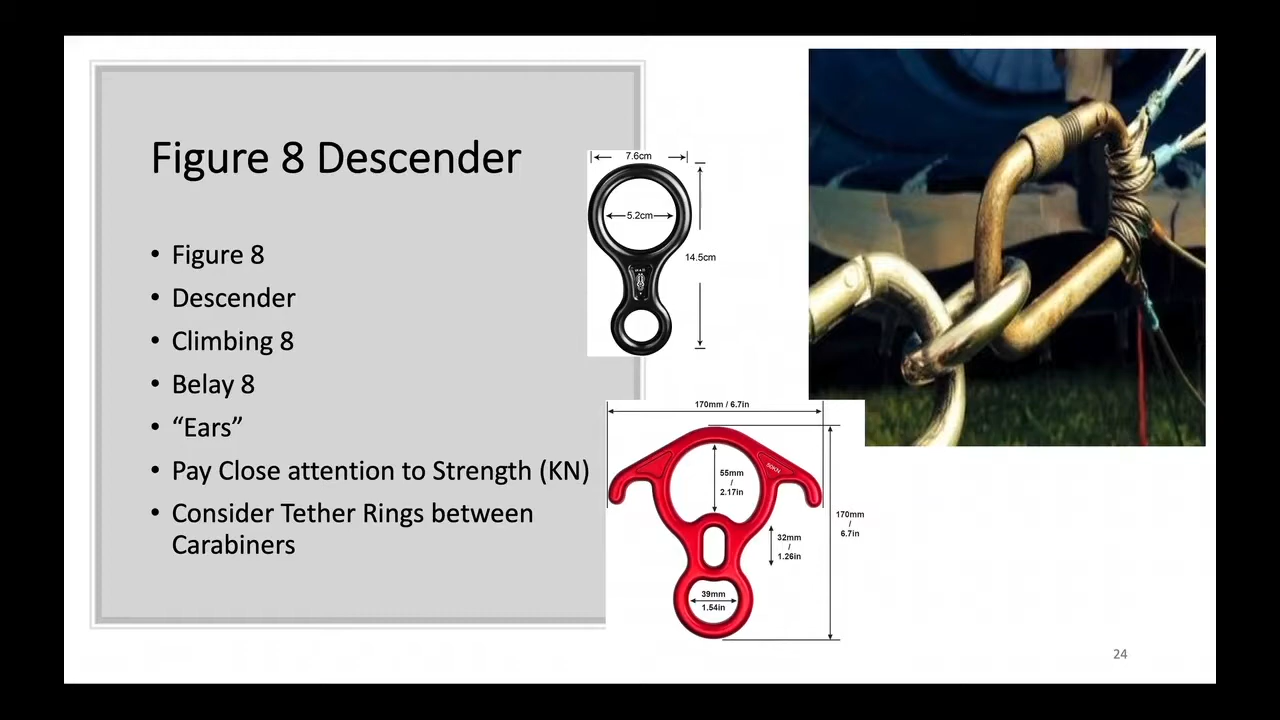 Figure 8 Descender
• Figure 8
• Descender
• Climbing 8
• Belay 8
• “Ears”
• Pay Close attention to Strength (KN)
• Consider Tether Rings between
Carabiners
7.6cm
5.2cm
14.5cm
170mm / 6.7in
55mm
/
2.17in
50KN
32mm
/
1.26in
170mm
/
6.7in
39mm
1.54in
24